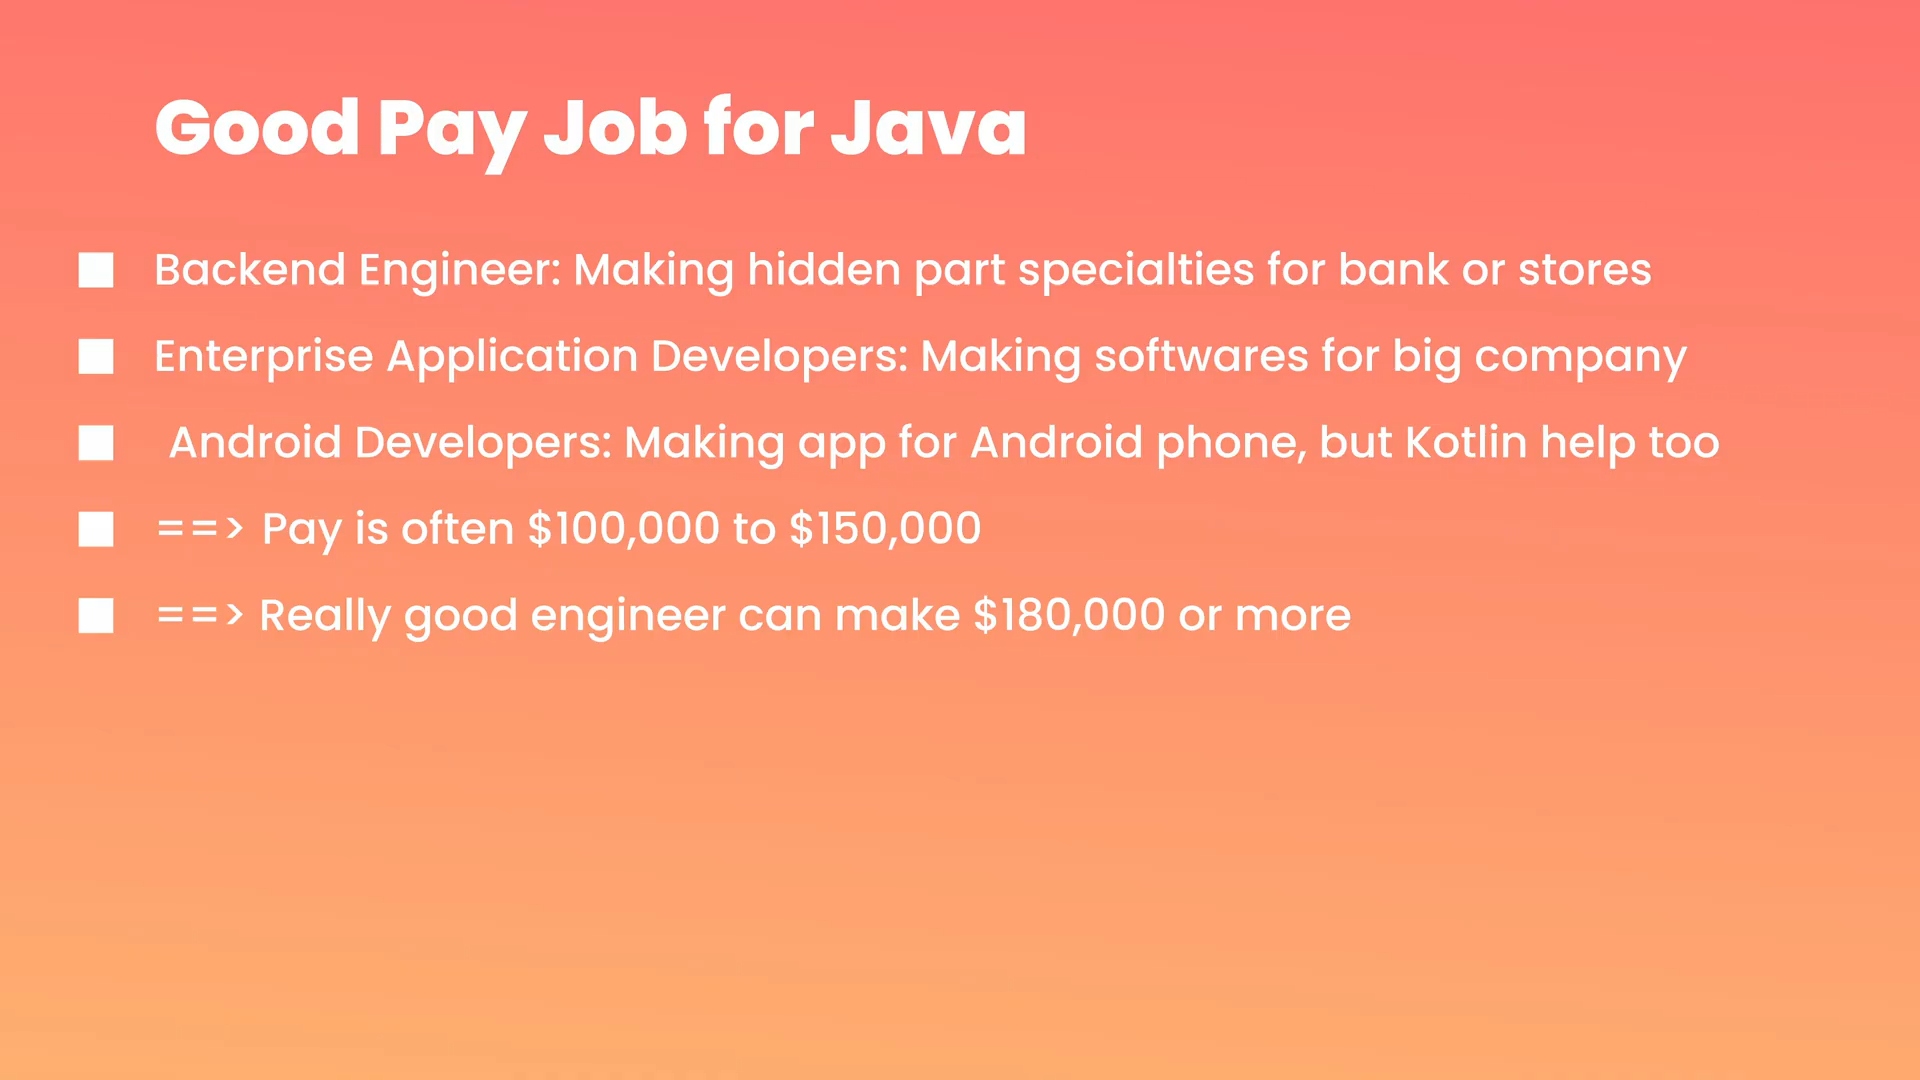 Good Pay Job for Java
Backend Engineer: Making hidden part specialties for bank or stores
Enterprise Application Developers: Making softwares for big company
Android Developers: Making app for Android phone, but Kotlin help too
==> Pay is often $100,000 to $150,000
==> Really good engineer can make $180,000 or more